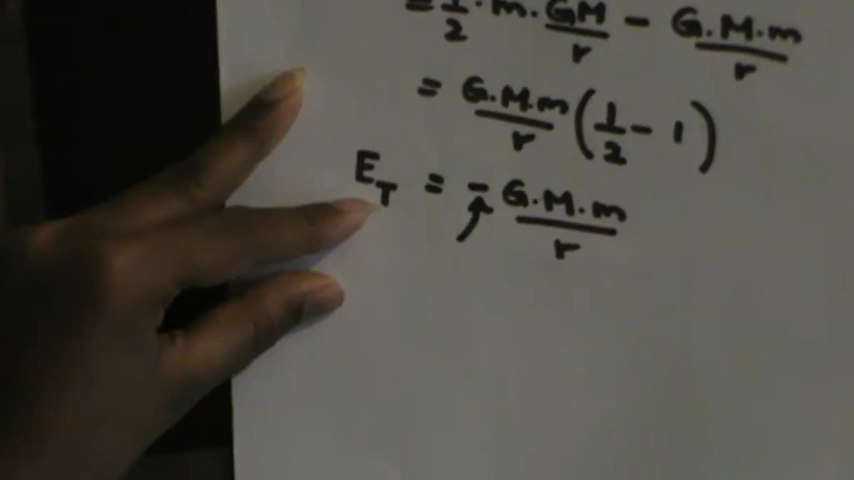 = 1/2 · m · GM/r - G.M.m/r
= G.M.m/r (1/2 - 1)
E_T = - G.M.m/r